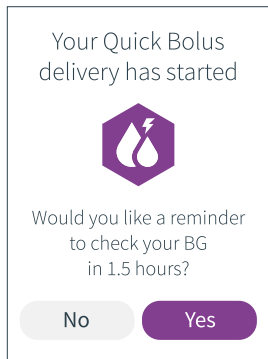 Your Quick Bolus
delivery has started
Would you like a reminder
to check your BG
in 1.5 hours?
No
Yes